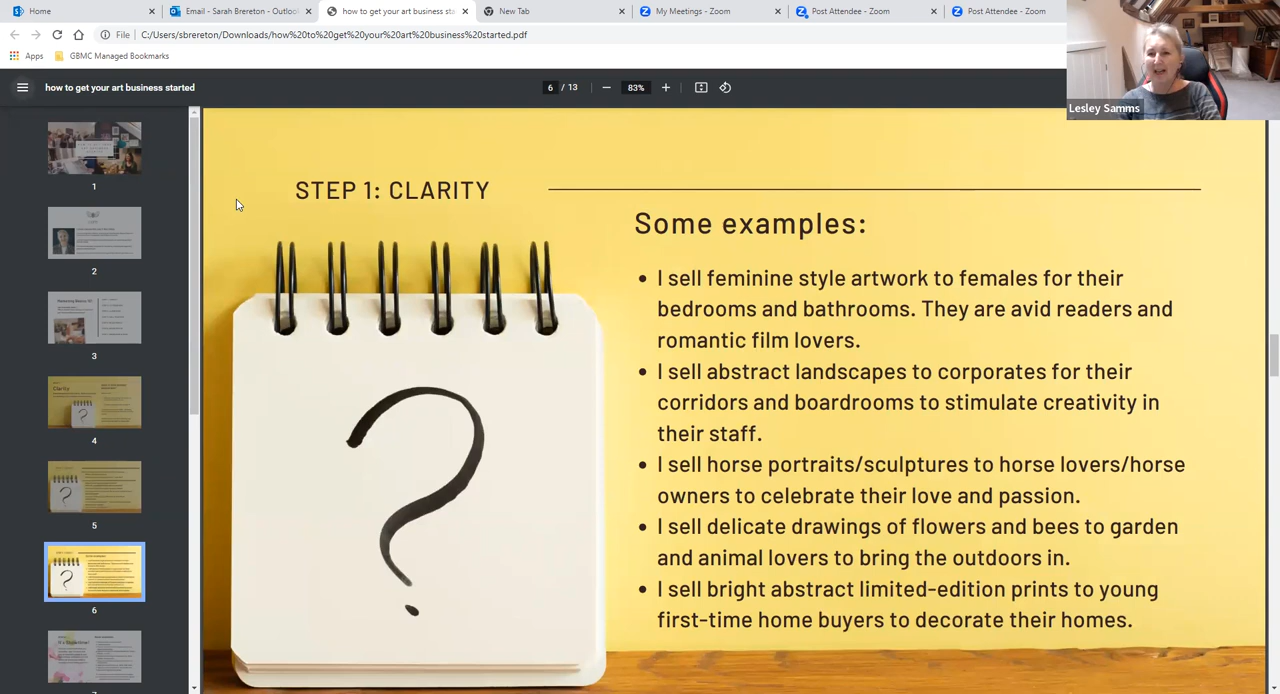 Home
Email - Sarah Brereton - Outloo
how to get your art business sta
New Tab
My Meetings - Zoom
Post Attendee - Zoom
Post Attendee - Zoom
File
C:/Users/sbrereton/Downloads/how%20to%20get%20your%20art%20business%20started.pdf
Apps
GBMC Managed Bookmarks
how to get your art business started
6 / 13
83%
Lesley Samms
1
2
3
4
5
6
STEP 1: CLARITY
Some examples:
• I sell feminine style artwork to females for their
bedrooms and bathrooms. They are avid readers and
romantic film lovers.
• I sell abstract landscapes to corporates for their
corridors and boardrooms to stimulate creativity in
their staff.
• I sell horse portraits/sculptures to horse lovers/horse
owners to celebrate their love and passion.
• I sell delicate drawings of flowers and bees to garden
and animal lovers to bring the outdoors in.
• I sell bright abstract limited-edition prints to young
first-time home buyers to decorate their homes.
?